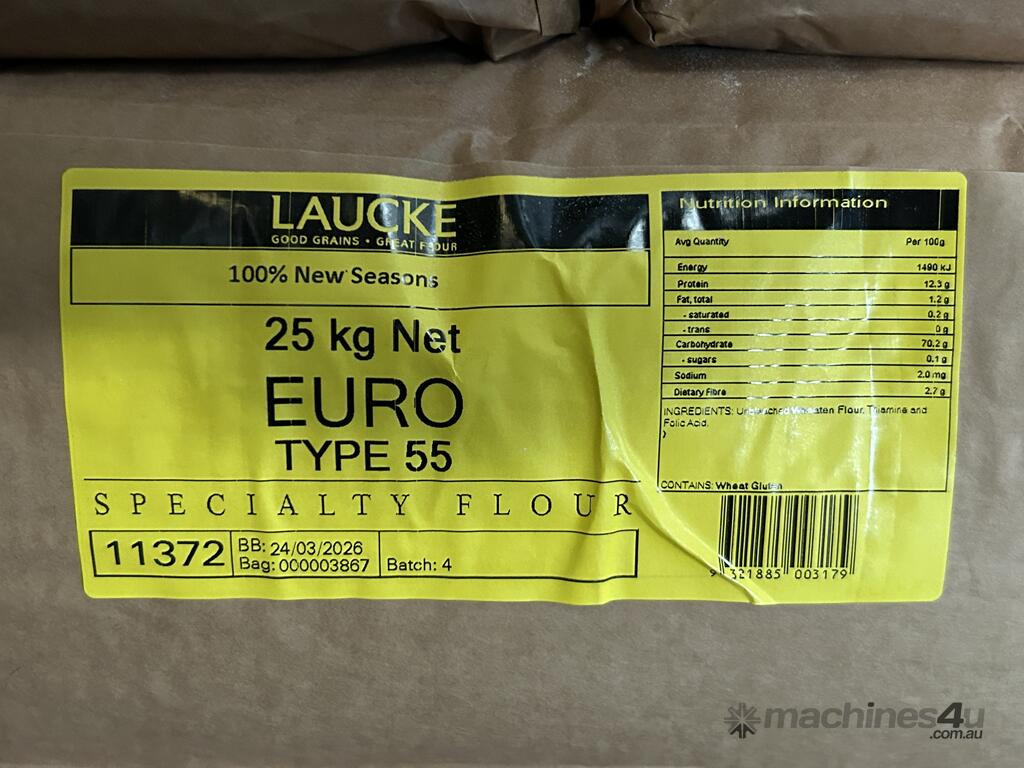 LAUCKE
GOOD GRAINS • GREAT FLOUR
100% New Seasons
25 kg Net
EURO
TYPE 55
SPECIALTY FLOUR
11372
BB: 24/03/2026
Bag: 000003867
Batch: 4
Nutrition Information
Avg Quantity Per 100g
Energy 1490 kJ
Protein 12.3 g
Fat, total 1.2 g
- saturated 0.2 g
- trans 0 g
Carbohydrate 70.2 g
- sugars 0.1 g
Sodium 2.0 mg
Dietary Fibre 2.7 g
INGREDIENTS: Unbleached Wheaten Flour, Thiamine and
Folic Acid.
)
CONTAINS: Wheat Gluten
9 321885 003179
machines4u
.com.au